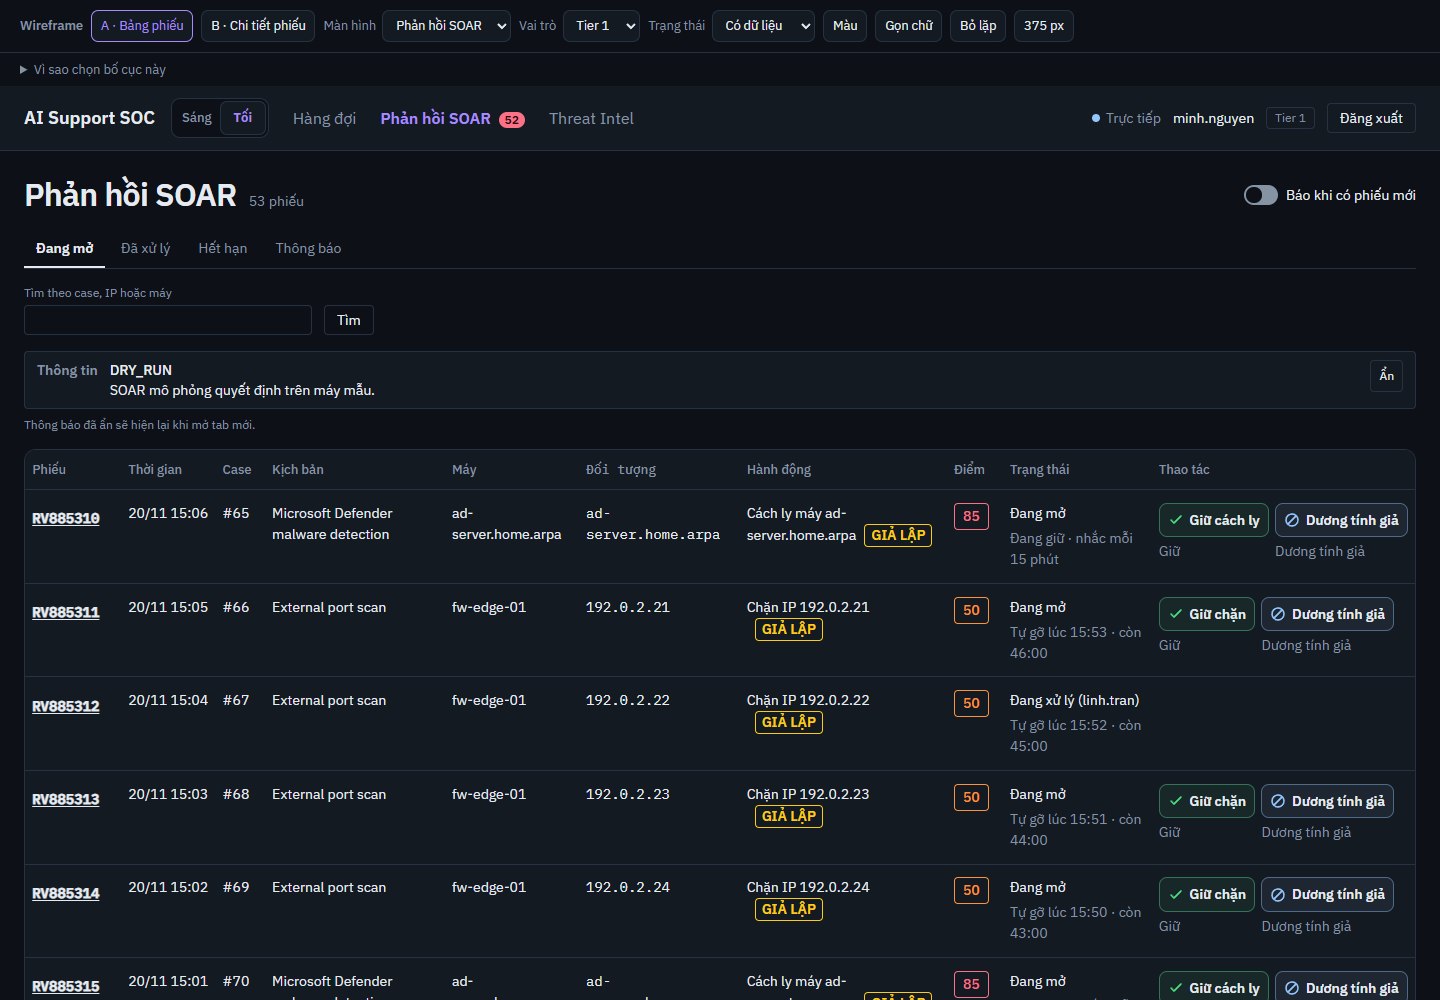 Wireframe A · Bảng phiếu B · Chi tiết phiếu Màn hình Phản hồi SOAR Vai trò Tier 1 Trạng thái Có dữ liệu Màu Gọn chữ Bỏ lặp 375 px
Vì sao chọn bố cục này
AI Support SOC Sáng Tối Hàng đợi Phản hồi SOAR 52 Threat Intel Trực tiếp minh.nguyen Tier 1 Đăng xuất
Phản hồi SOAR 53 phiếu Báo khi có phiếu mới
Đang mở Đã xử lý Hết hạn Thông báo
Tìm theo case, IP hoặc máy
Tìm
Thông tin DRY_RUN Ẩn
SOAR mô phỏng quyết định trên máy mẫu.
Thông báo đã ẩn sẽ hiện lại khi mở tab mới.
Phiếu Thời gian Case Kịch bản Máy Đối tượng Hành động Điểm Trạng thái Thao tác
RV885310 20/11 15:06 #65 Microsoft Defender ad- ad- Cách ly máy ad- 85 Đang mở Giữ cách ly Dương tính giả
malware detection server.home.arpa server.home.arpa server.home.arpa GIẢ LẬP Đang giữ · nhắc mỗi Giữ Dương tính giả
15 phút
RV885311 20/11 15:05 #66 External port scan fw-edge-01 192.0.2.21 Chặn IP 192.0.2.21 50 Đang mở Giữ chặn Dương tính giả
GIẢ LẬP Tự gỡ lúc 15:53 · còn Giữ Dương tính giả
46:00
RV885312 20/11 15:04 #67 External port scan fw-edge-01 192.0.2.22 Chặn IP 192.0.2.22 50 Đang xử lý (linh.tran)
GIẢ LẬP Tự gỡ lúc 15:52 · còn
45:00
RV885313 20/11 15:03 #68 External port scan fw-edge-01 192.0.2.23 Chặn IP 192.0.2.23 50 Đang mở Giữ chặn Dương tính giả
GIẢ LẬP Tự gỡ lúc 15:51 · còn Giữ Dương tính giả
44:00
RV885314 20/11 15:02 #69 External port scan fw-edge-01 192.0.2.24 Chặn IP 192.0.2.24 50 Đang mở Giữ chặn Dương tính giả
GIẢ LẬP Tự gỡ lúc 15:50 · còn Giữ Dương tính giả
43:00
RV885315 20/11 15:01 #70 Microsoft Defender ad- ad- Cách ly máy ad- 85 Đang mở Giữ cách ly Dương tính giả